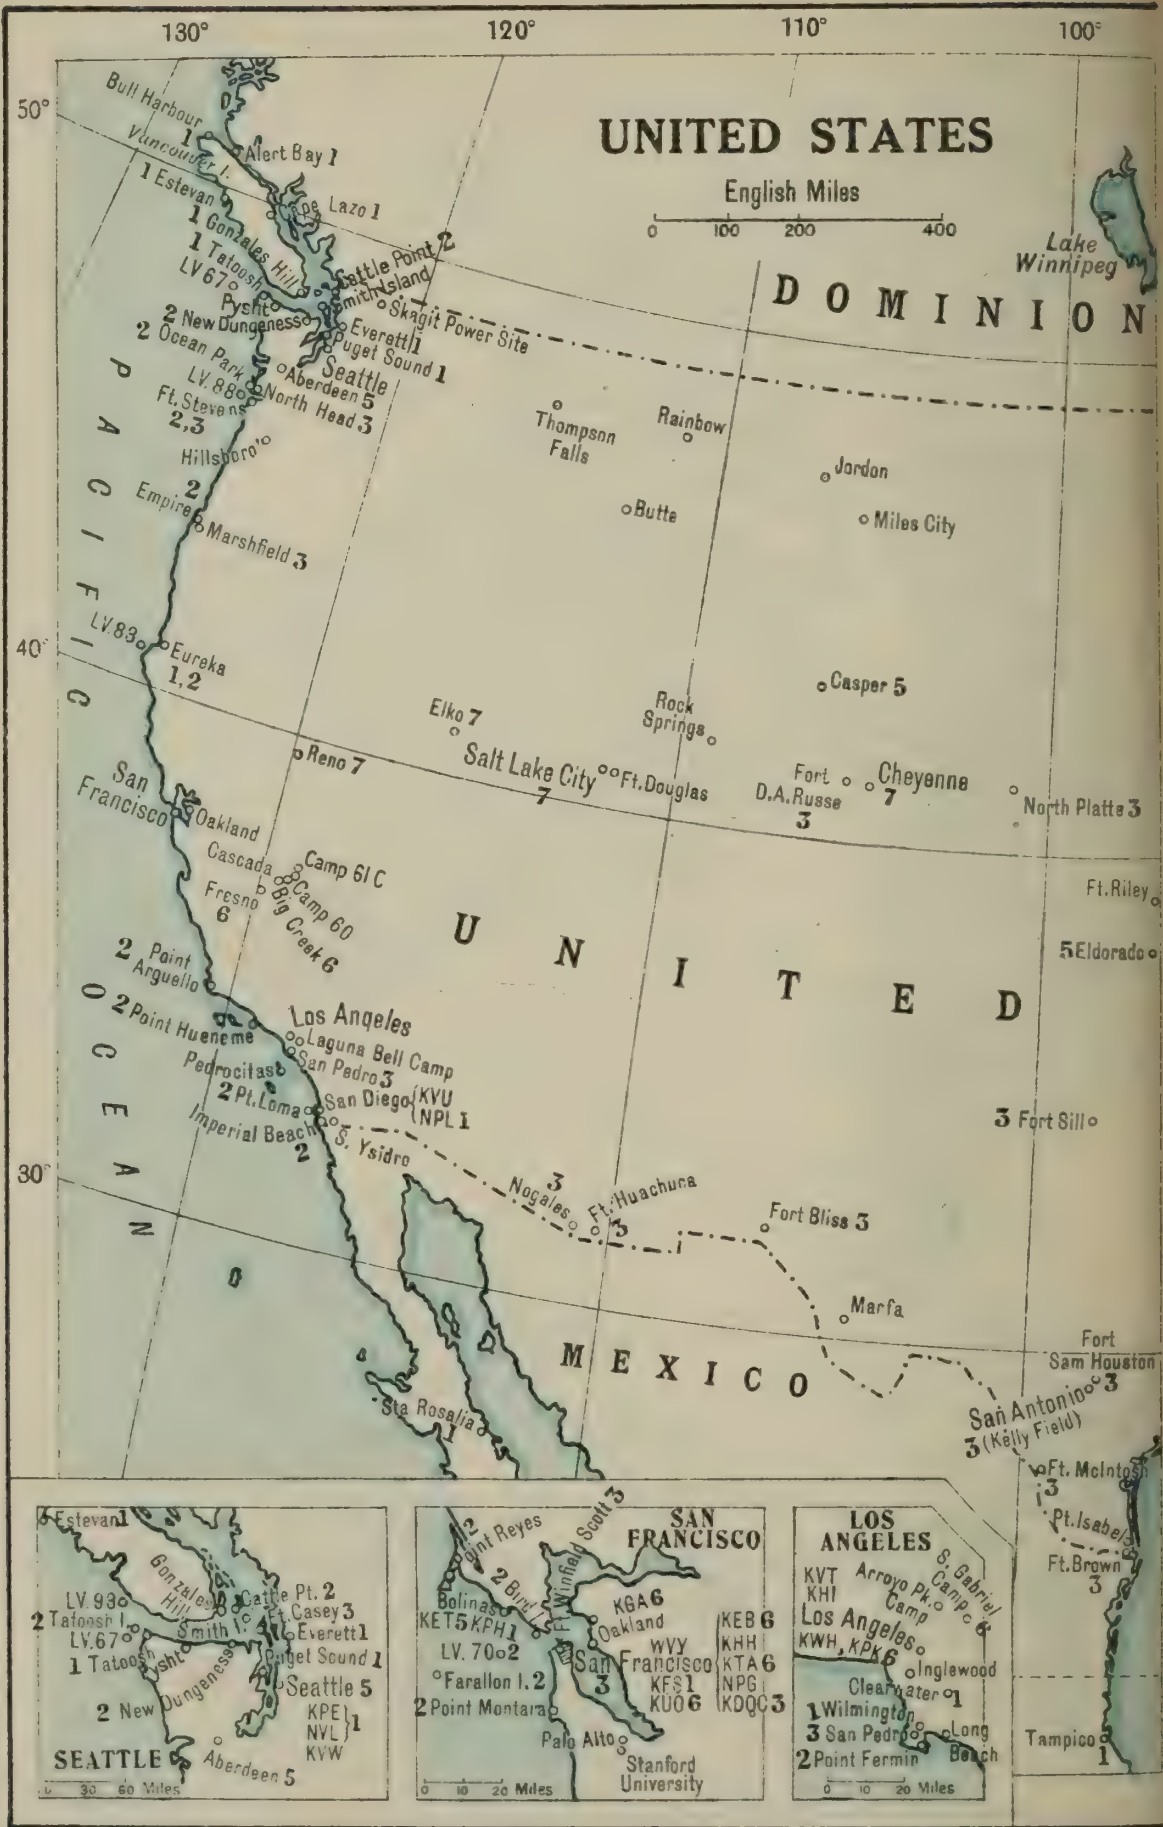 130° 120° 110° 100°
50°
40°
30°
UNITED STATES
English Miles
0 100 200 400
Lake
Winnipeg
DOMINION
Bull Harbour
1
Vancouver I.
Alert Bay 1
1 Estevan
Cape Lazo 1
1 Gonzales Hill
1 Tatoosh
LV 67
Cattle Point 2
Smith Island
Pysht
Skagit Power Site
2 New Dungeness
Everett 1
Puget Sound 1
2 Ocean Park
Seattle
Aberdeen 5
LV. 88
North Head 3
Ft. Stevens
2,3
Hillsboro'
2
Empire
Marshfield 3
Thompson
Falls
Rainbow
Jordon
Butte
Miles City
LV. 83
Eureka
1,2
Casper 5
Rock
Springs
Elko 7
Reno 7
Salt Lake City
7
Ft. Douglas
Fort
D.A. Russe
3
Cheyenne
7
North Platte 3
San
Francisco
Oakland
Cascada
Camp 61 C
Camp 60
Fresno
6
Big Creek 6
Ft. Riley
5 Eldorado
PACIFIC
OCEAN
UNITED
2 Point
Arguello
2 Point Hueneme
Los Angeles
Laguna Bell Camp
San Pedro 3
Pedrocitas
2 Pt. Loma
San Diego {KVU
{NPL 1
Imperial Beach
2
S. Ysidro
3 Fort Sill
3
Nogales
Ft. Huachuca
3
Fort Bliss 3
Marfa
MEXICO
Sta Rosalia
1
Fort
Sam Houston
3
San Antonio
3 (Kelly Field)
Ft. McIntosh
3
Pt. Isabel
Ft. Brown
3
Tampico
1
Estevan 1
Gonzales
Hill
LV. 93
2 Tatoosh I.
LV. 67
1 Tatoosh
Pysht
Cattle Pt. 2
Smith I.
Ft. Casey 3
Everett 1
Puget Sound 1
2 New Dungeness
Seattle 5
KPE
NVL }1
KVW
SEATTLE
Aberdeen 5
0 30 60 Miles
SAN
FRANCISCO
2
Point Reyes
Ft Winfield Scott 3
Bolinas
KET 5 KPH 1
KGA 6
Oakland
LV. 70 2
WVY
San Francisco
3
KFS 1
KUO 6
KEB 6
KHH
KTA 6
NPG
KDQC 3
Farallon I. 2
2 Point Montara
Palo Alto
Stanford
University
0 10 20 Miles
LOS
ANGELES
KVT
KHI
Arroyo Pk.
Camp
S. Gabriel
Camp
6
Los Angeles
KWH, KPK 6
Inglewood
Clearwater 1
1 Wilmington
3 San Pedro
Long
Beach
2 Point Fermin
0 10 20 Miles